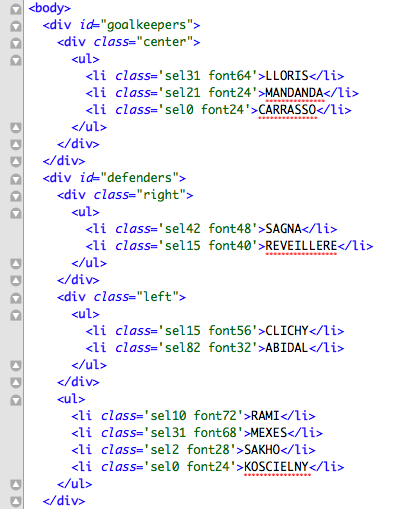 <body>
<div id="goalkeepers">
<div class="center">
<ul>
<li class='sel31 font64'>LLORIS</li>
<li class='sel21 font24'>MANDANDA</li>
<li class='sel0 font24'>CARRASSO</li>
</ul>
</div>
</div>
<div id="defenders">
<div class="right">
<ul>
<li class='sel42 font48'>SAGNA</li>
<li class='sel15 font40'>REVEILLERE</li>
</ul>
</div>
<div class="left">
<ul>
<li class='sel15 font56'>CLICHY</li>
<li class='sel82 font32'>ABIDAL</li>
</ul>
</div>
<ul>
<li class='sel10 font72'>RAMI</li>
<li class='sel31 font68'>MEXES</li>
<li class='sel2 font28'>SAKHO</li>
<li class='sel0 font24'>KOSCIELNY</li>
</ul>
</div>